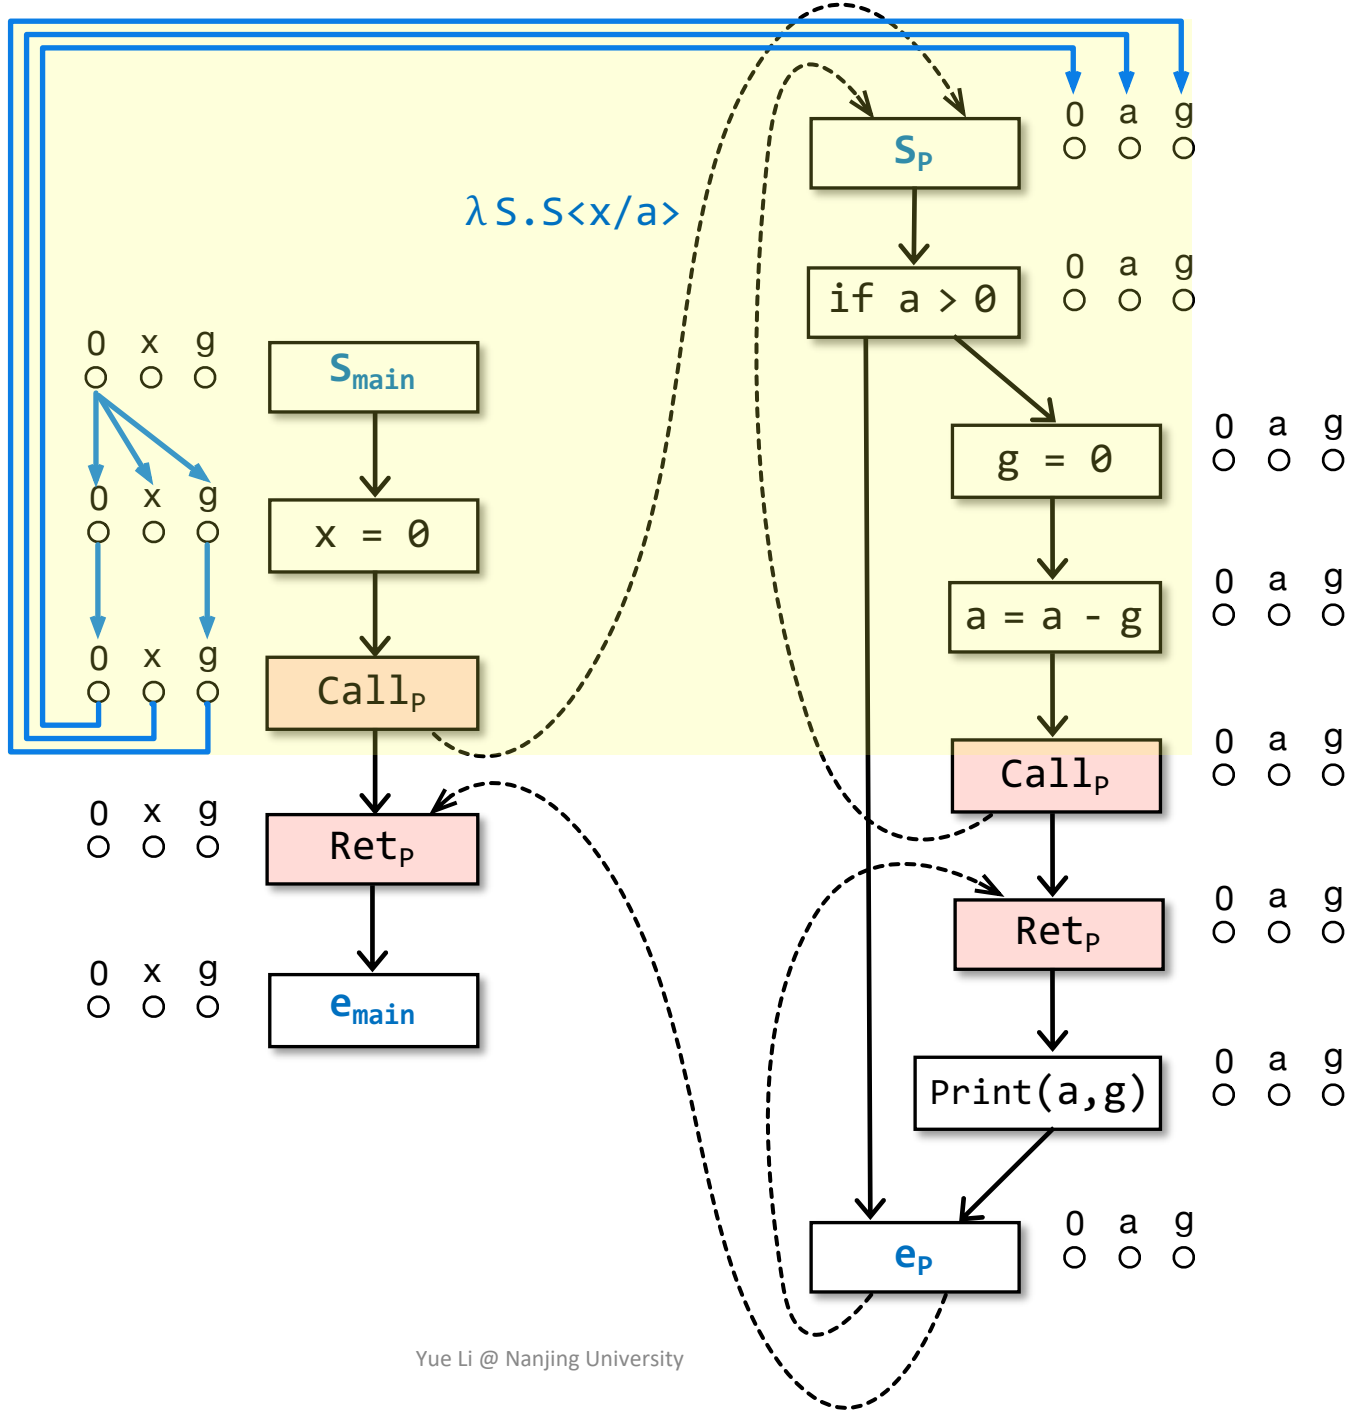 0 a g
S_P
λS.S<x/a>
0 a g
if a > 0
0 x g
S_main
0 a g
g = 0
0 x g
x = 0
0 a g
a = a - g
0 x g
Call_P
0 a g
Call_P
0 x g
Ret_P
0 a g
Ret_P
0 x g
e_main
0 a g
Print(a,g)
0 a g
e_P
Yue Li @ Nanjing University